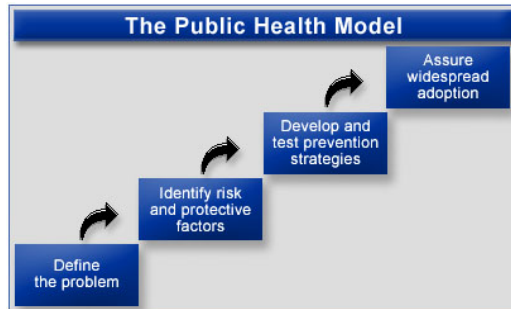 The Public Health Model
Assure
widespread
adoption
Develop and
test prevention
strategies
Identify risk
and protective
factors
Define
the problem